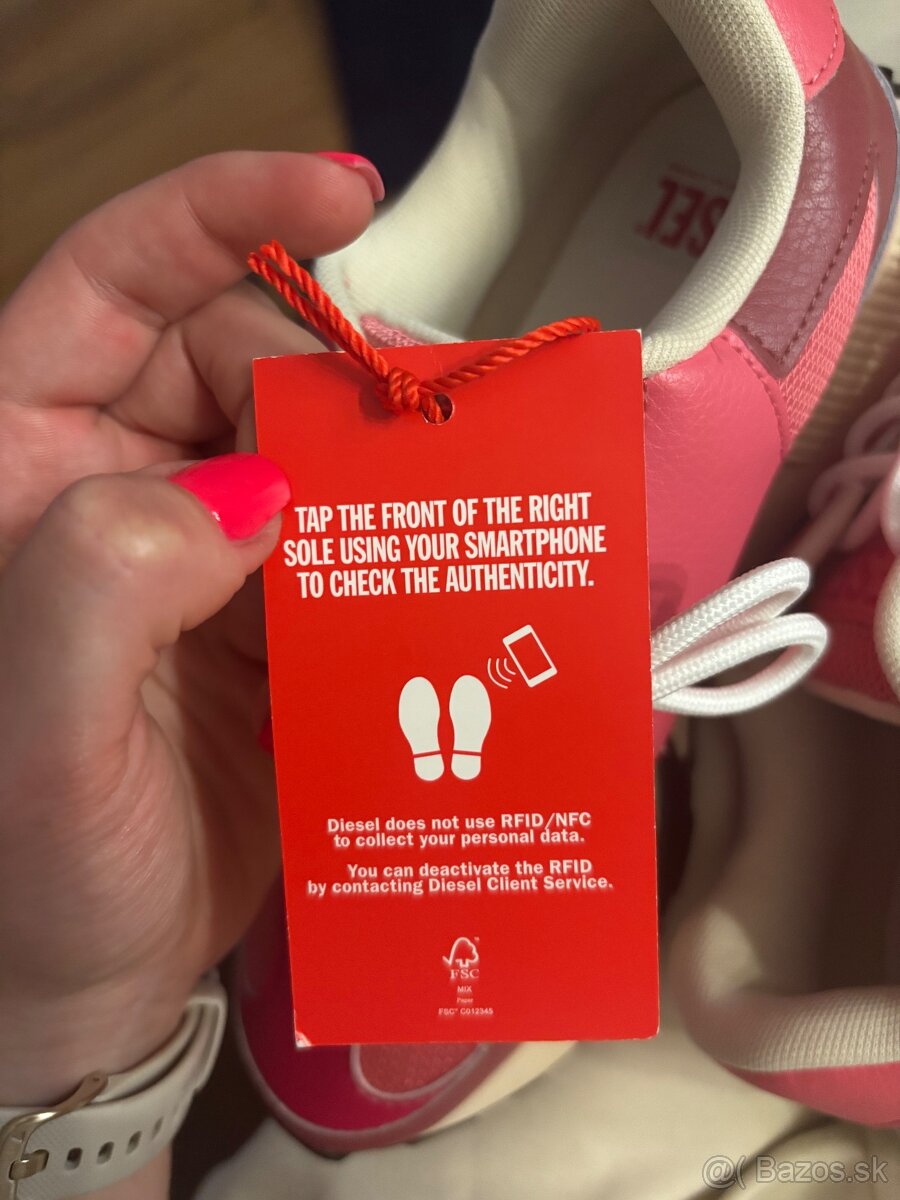 SEL
TAP THE FRONT OF THE RIGHT
SOLE USING YOUR SMARTPHONE
TO CHECK THE AUTHENTICITY.
Diesel does not use RFID/NFC
to collect your personal data.
You can deactivate the RFID
by contacting Diesel Client Service.
FSC
MIX
Paper
FSC™ C012345
@( Bazos.sk